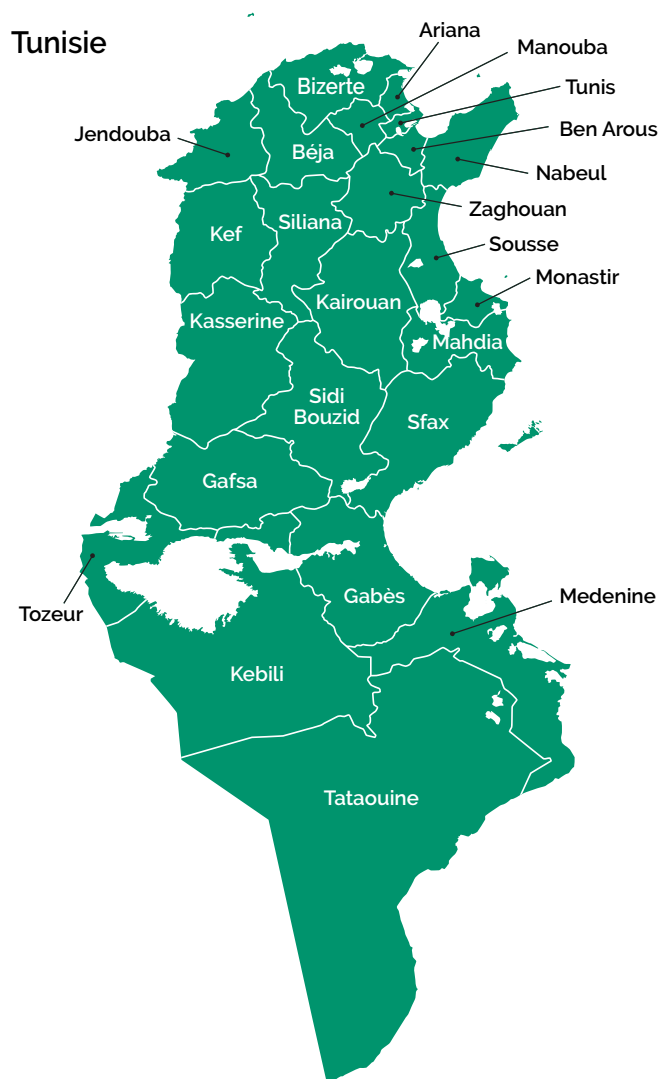 Tunisie
Ariana
Manouba
Bizerte
Tunis
Jendouba
Ben Arous
Béja
Nabeul
Zaghouan
Siliana
Kef
Sousse
Monastir
Kairouan
Kasserine
Mahdia
Sidi
Bouzid
Sfax
Gafsa
Medenine
Gabès
Tozeur
Kebili
Tataouine